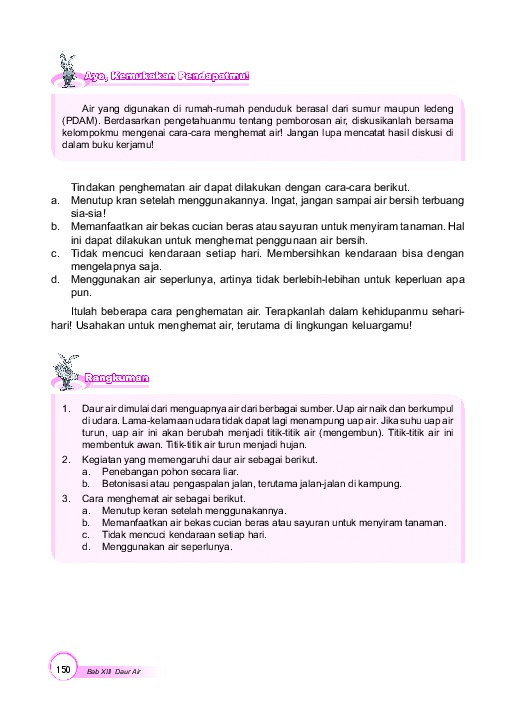 Ayo, Kemukakan Pendapatmu!
Air yang digunakan di rumah-rumah penduduk berasal dari sumur maupun ledeng
(PDAM). Berdasarkan pengetahuanmu tentang pemborosan air, diskusikanlah bersama
kelompokmu mengenai cara-cara menghemat air! Jangan lupa mencatat hasil diskusi di
dalam buku kerjamu!
Tindakan penghematan air dapat dilakukan dengan cara-cara berikut.
a. Menutup kran setelah menggunakannya. Ingat, jangan sampai air bersih terbuang
sia-sia!
b. Memanfaatkan air bekas cucian beras atau sayuran untuk menyiram tanaman. Hal
ini dapat dilakukan untuk menghemat penggunaan air bersih.
c. Tidak mencuci kendaraan setiap hari. Membersihkan kendaraan bisa dengan
mengelapnya saja.
d. Menggunakan air seperlunya, artinya tidak berlebih-lebihan untuk keperluan apa
pun.
Itulah beberapa cara penghematan air. Terapkanlah dalam kehidupanmu sehari-
hari! Usahakan untuk menghemat air, terutama di lingkungan keluargamu!
Rangkuman
1. Daur air dimulai dari menguapnya air dari berbagai sumber. Uap air naik dan berkumpul
di udara. Lama-kelamaan udara tidak dapat lagi menampung uap air. Jika suhu uap air
turun, uap air ini akan berubah menjadi titik-titik air (mengembun). Titik-titik air ini
membentuk awan. Titik-titik air turun menjadi hujan.
2. Kegiatan yang memengaruhi daur air sebagai berikut.
a. Penebangan pohon secara liar.
b. Betonisasi atau pengaspalan jalan, terutama jalan-jalan di kampung.
3. Cara menghemat air sebagai berikut.
a. Menutup keran setelah menggunakannya.
b. Memanfaatkan air bekas cucian beras atau sayuran untuk menyiram tanaman.
c. Tidak mencuci kendaraan setiap hari.
d. Menggunakan air seperlunya.
150 Bab XIII Daur Air